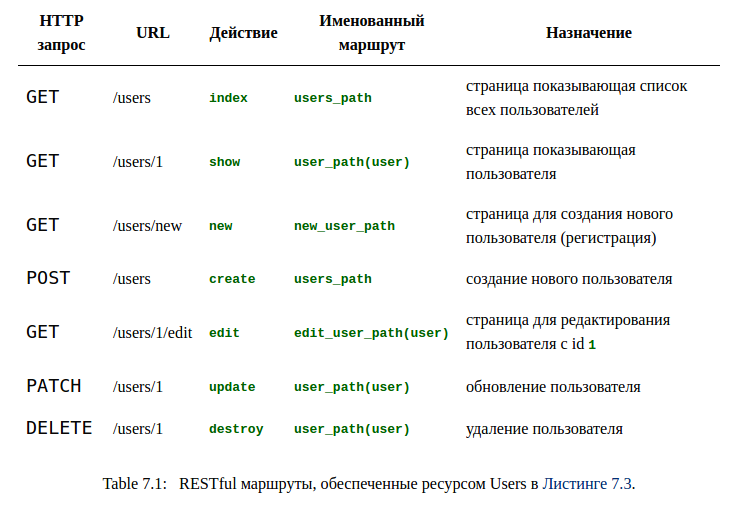 HTTP запрос URL Действие Именованный маршрут Назначение
GET /users index users_path страница показывающая список всех пользователей
GET /users/1 show user_path(user) страница показывающая пользователя
GET /users/new new new_user_path страница для создания нового пользователя (регистрация)
POST /users create users_path создание нового пользователя
GET /users/1/edit edit edit_user_path(user) страница для редактирования пользователя с id 1
PATCH /users/1 update user_path(user) обновление пользователя
DELETE /users/1 destroy user_path(user) удаление пользователя
Table 7.1: RESTful маршруты, обеспеченные ресурсом Users в Листинге 7.3.